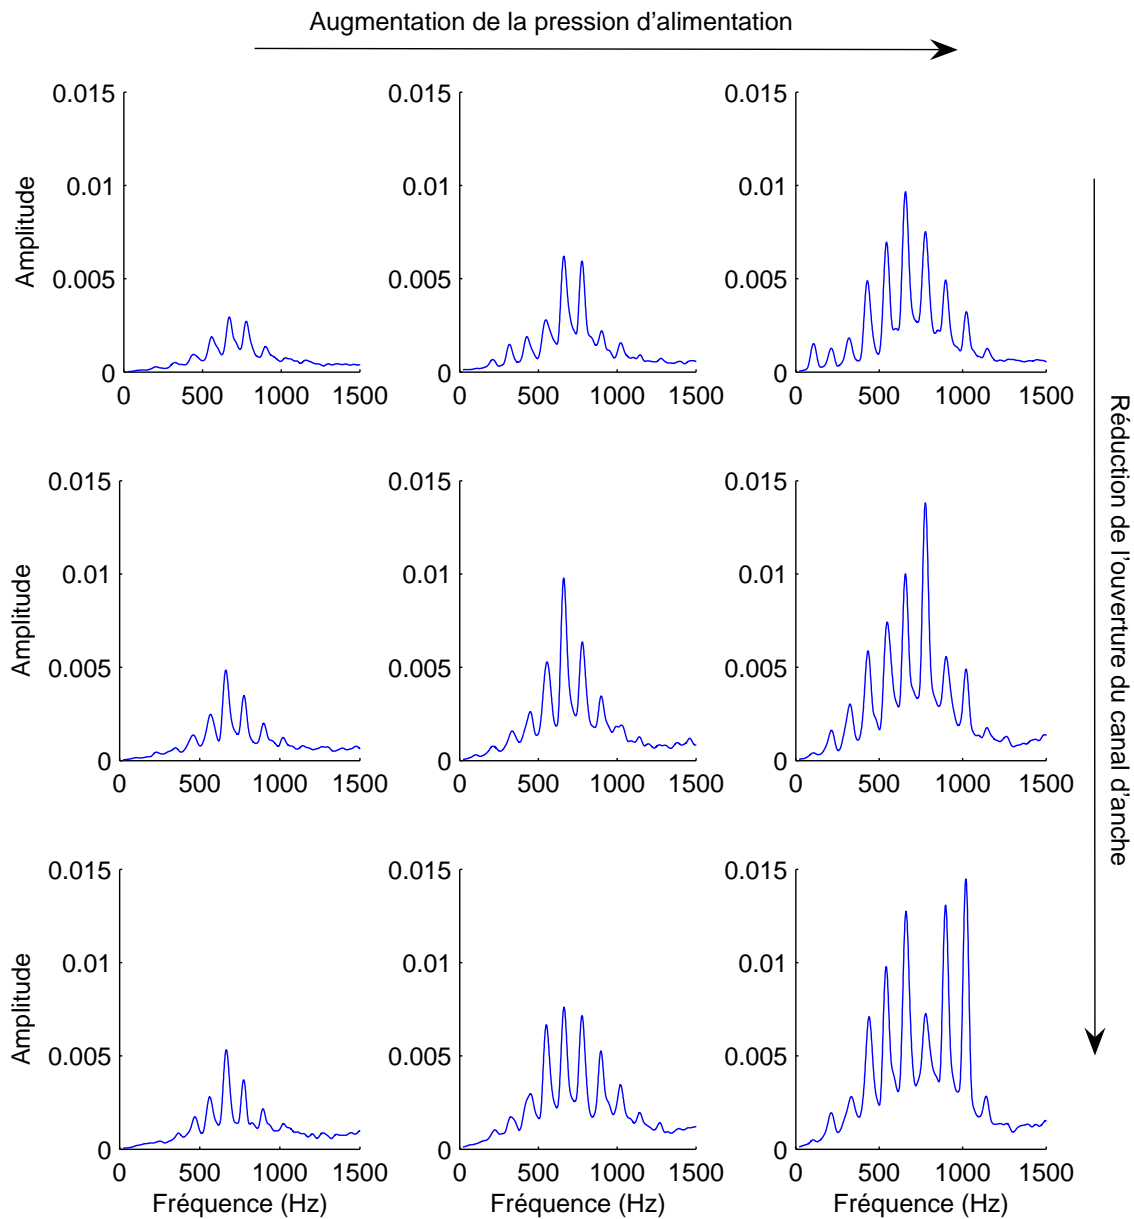 Augmentation de la pression d’alimentation
0.015 0.015 0.015
0.01 0.01 0.01
0.005 0.005 0.005
0 0 0
0 500 1000 1500 0 500 1000 1500 0 500 1000 1500
Amplitude
0.015 0.015 0.015
0.01 0.01 0.01
0.005 0.005 0.005
0 0 0
0 500 1000 1500 0 500 1000 1500 0 500 1000 1500
Amplitude
Réduction de l’ouverture du canal d’anche
0.015 0.015 0.015
0.01 0.01 0.01
0.005 0.005 0.005
0 0 0
0 500 1000 1500 0 500 1000 1500 0 500 1000 1500
Amplitude
Fréquence (Hz) Fréquence (Hz) Fréquence (Hz)